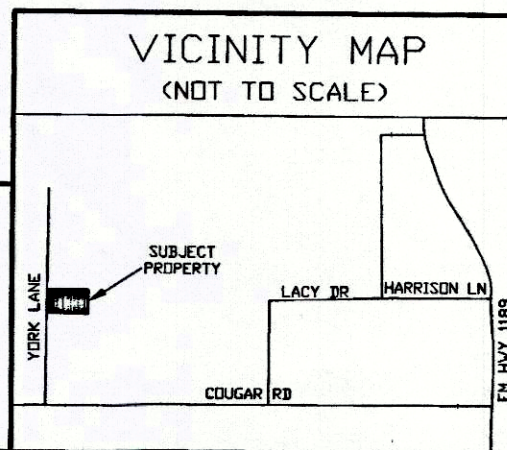 VICINITY MAP
(NOT TO SCALE)
SUBJECT
PROPERTY
YORK LANE
LACY DR
HARRISON LN
COUGAR RD
FM HWY 1189